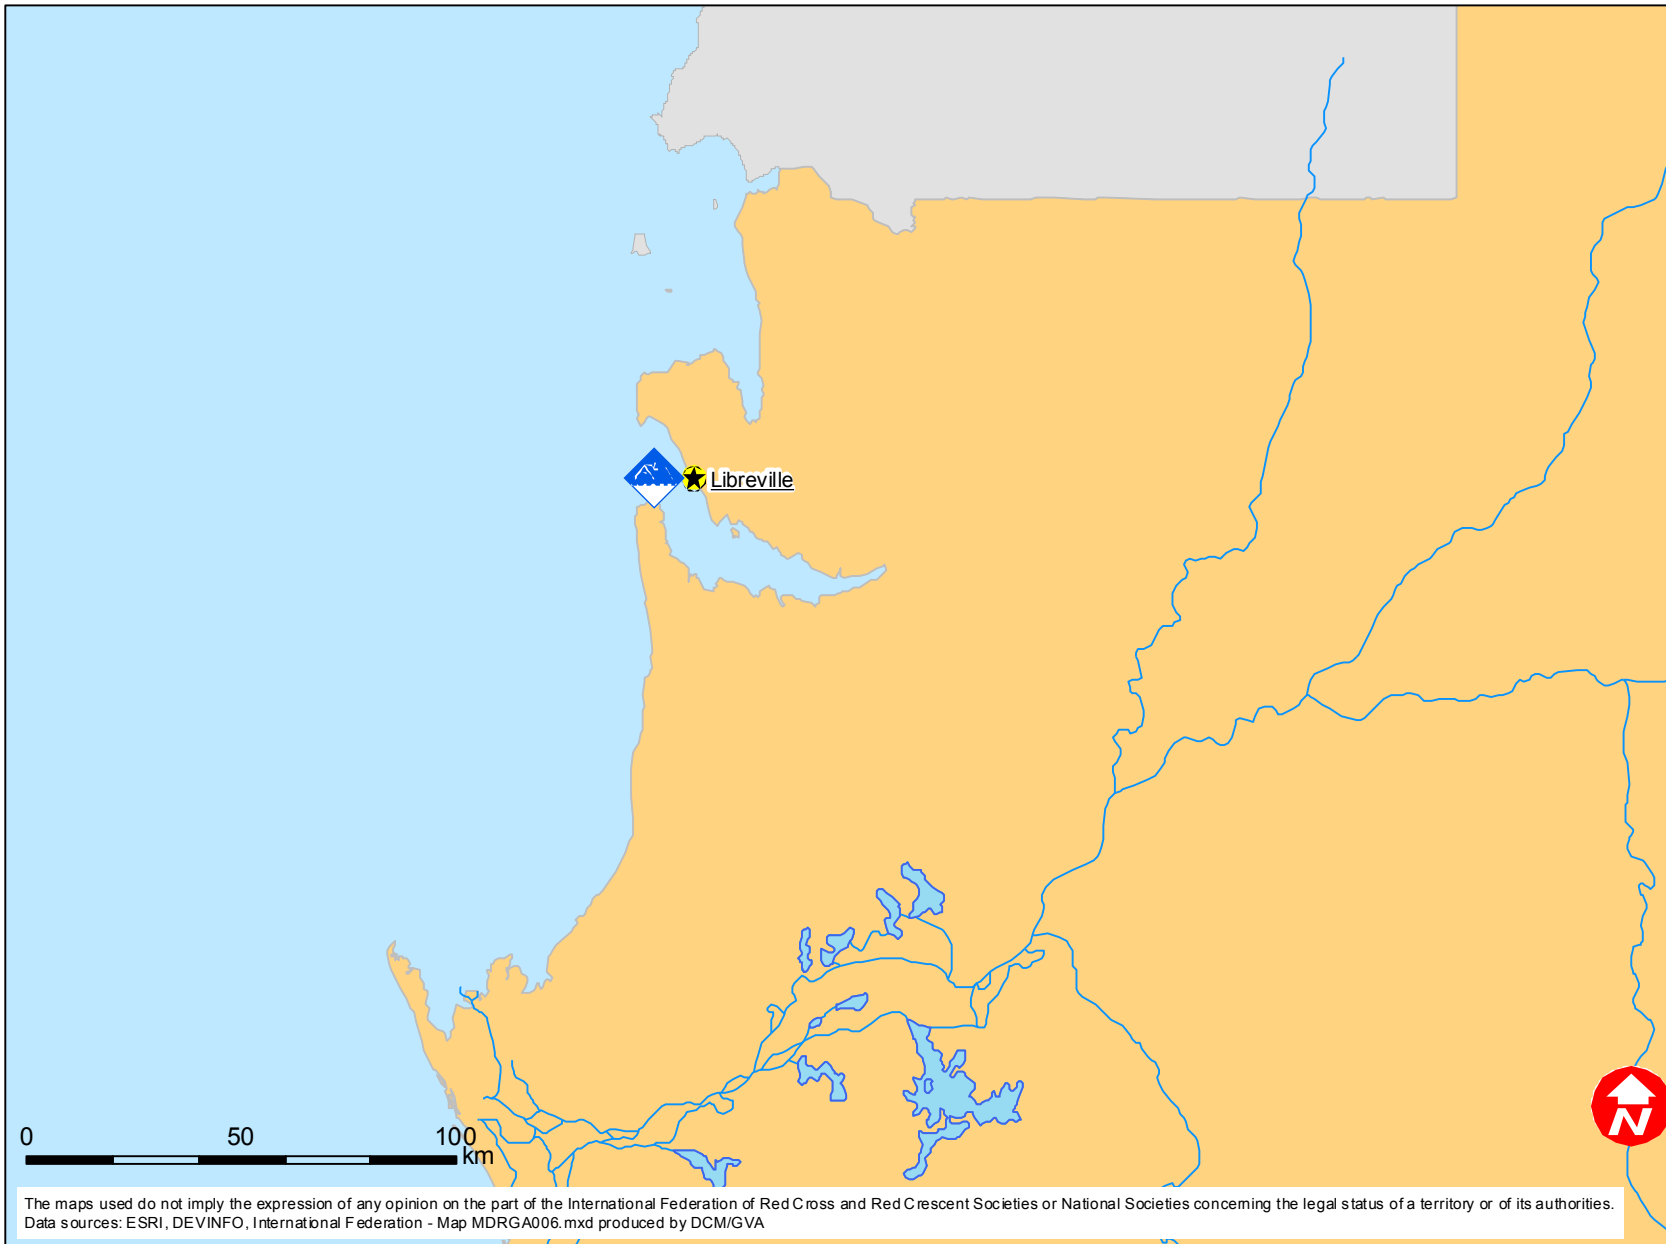 Libreville
0 50 100
km
N
The maps used do not imply the expression of any opinion on the part of the International Federation of Red Cross and Red Crescent Societies or National Societies concerning the legal status of a territory or of its authorities.
Data sources: ESRI, DEVINFO, International Federation - Map MDRGA006.mxd produced by DCM/GVA